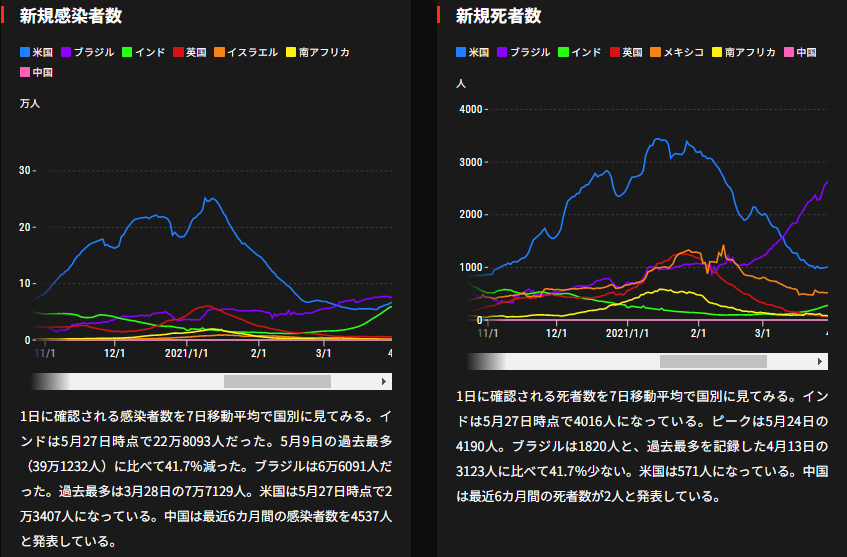 新規感染者数
米国 ブラジル インド 英国 イスラエル 南アフリカ
中国
万人
30
20
10
0
11/1 12/1 2021/1/1 2/1 3/1 4
1日に確認される感染者数を7日移動平均で国別に見てみる。イ
ンドは5月27日時点で22万8093人だった。5月9日の過去最多
（39万1232人）に比べて41.7%減った。ブラジルは6万6091人だ
った。過去最多は3月28日の7万7129人。米国は5月27日時点で2
万3407人になっている。中国は最近6カ月間の感染者数を4537人
と発表している。
新規死者数
米国 ブラジル インド 英国 メキシコ 南アフリカ 中国
人
4000
3000
2000
1000
0
11/1 12/1 2021/1/1 2/1 3/1 4
1日に確認される死者数を7日移動平均で国別に見てみる。イン
ドは5月27日時点で4016人になっている。ピークは5月24日の
4190人。ブラジルは1820人と、過去最多を記録した4月13日の
3123人に比べて41.7%少ない。米国は571人になっている。中国
は最近6カ月間の死者数が2人と発表している。